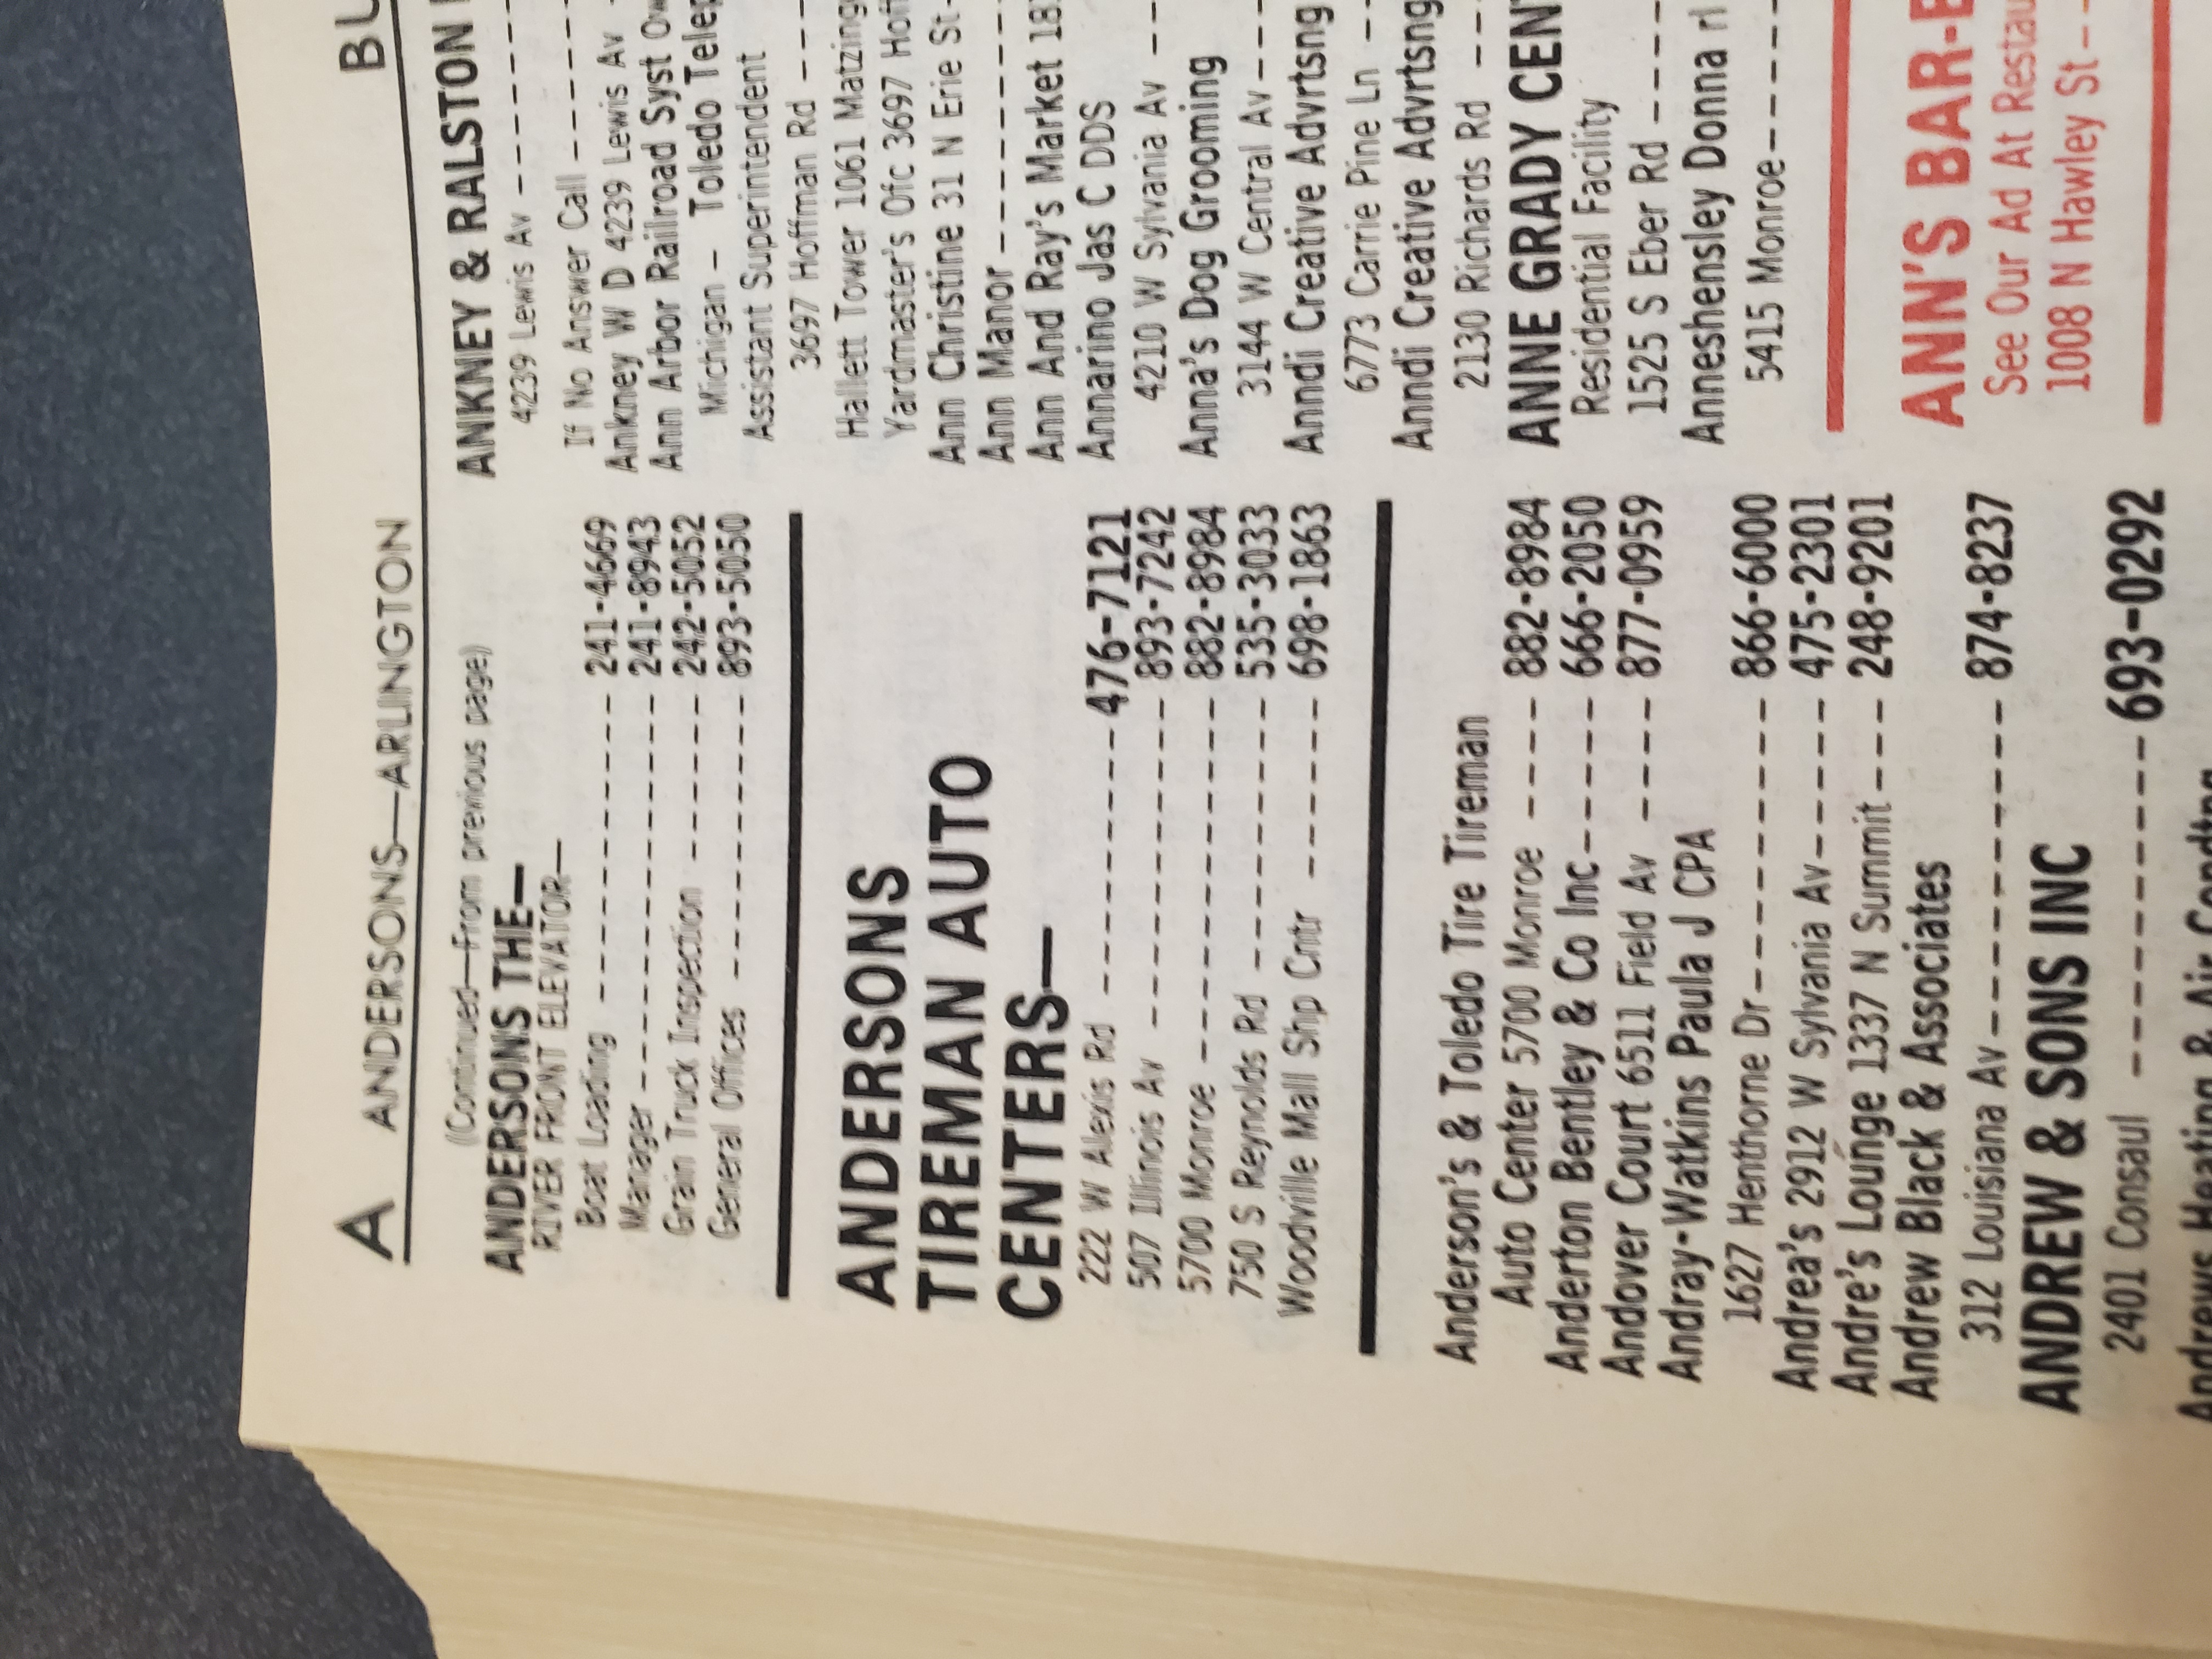 A ANDERSONS—ARLINGTON
(Continued—From previous page)
ANDERSONS THE—
RIVER FRONT ELEVATOR—
Boat Loading -------------- 241-4669
Manager ----------------- 241-8943
Grain Truck Inspection ------ 242-5052
General Offices ------------ 893-5050
ANDERSONS
TIREMAN AUTO
CENTERS—
222 W Alexis Rd ----------- 476-7121
507 Illinois Av ------------- 893-7242
5700 Monroe -------------- 882-8984
750 S Reynolds Rd ---------- 535-3033
Woodville Mall Shp Cntr ------ 698-1863
Anderson's & Toledo Tire Tireman
Auto Center 5700 Monroe ----- 882-8984
Anderton Bentley & Co Inc ----- 666-2050
Andover Court 6511 Field Av ----- 877-0959
Andray-Watkins Paula J CPA
1627 Henthorne Dr ----------- 866-6000
Andrea's 2912 W Sylvania Av ------ 475-2301
Andre's Lounge 1337 N Summit ---- 248-9201
Andrew Black & Associates
312 Louisiana Av ------------ 874-8237
ANDREW & SONS INC
2401 Consaul ------------- 693-0292
Andrews Heating & Air Condtng
ANKNEY & RALSTON
4239 Lewis Av --------
If No Answer Call ------
Ankney W D 4239 Lewis Av -
Ann Arbor Railroad Syst
Michigan — Toledo
Assistant Superintendent
3697 Hoffman Rd ----
Hallett Tower 1061
Yardmaster's Ofc 3697
Ann Christine 31 N Erie St-
Ann Manor ----------
Ann And Ray's Market
Annarino Jas C DDS
4210 W Sylvania Av ---
Anna's Dog Grooming
3144 W Central Av ----
Anndi Creative Advrtsng
6773 Carrie Pine Ln --
Anndi Creative Advrtsng
2130 Richards Rd ---
ANNE GRADY
Residential Facility
1525 S Eber Rd -----
Anneshensley Donna
5415 Monroe -------
ANN'S
See Our Ad At
1008 N Hawley St --